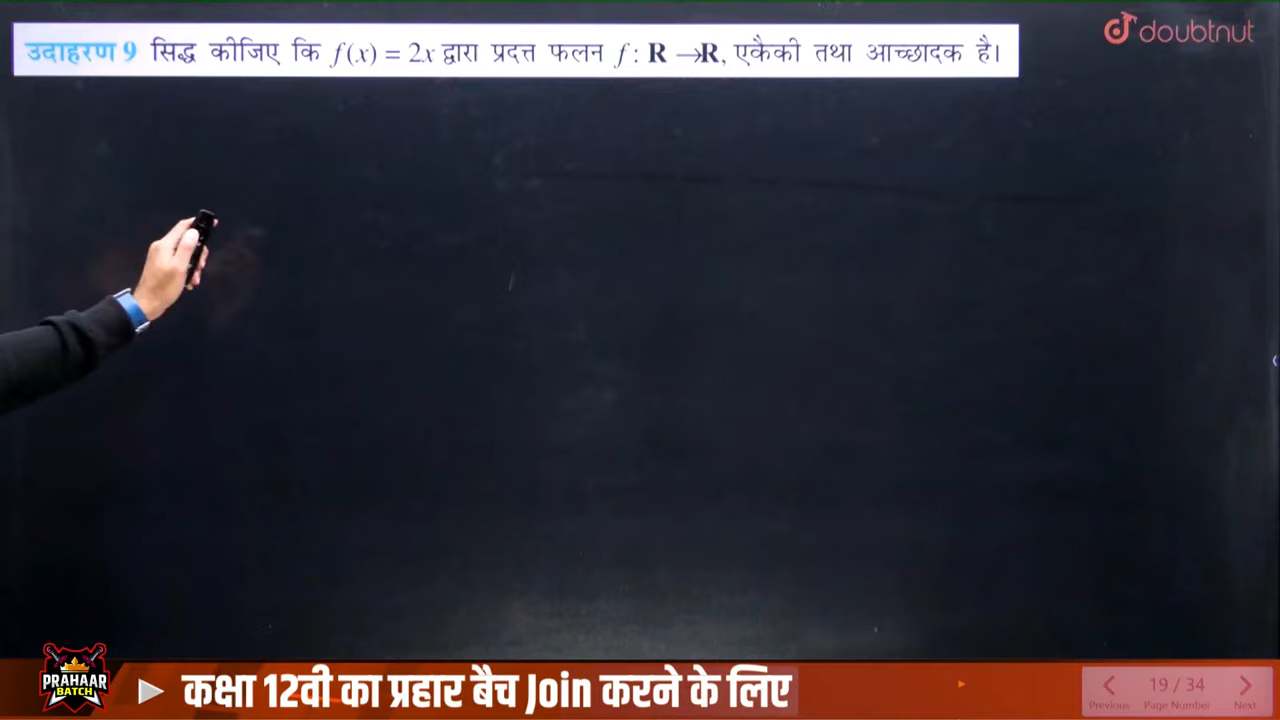 उदाहरण 9 सिद्ध कीजिए कि f(x) = 2x द्वारा प्रदत्त फलन f : R → R, एकैकी तथा आच्छादक है।
doubtnut
PRAHAAR
BATCH
कक्षा 12वी का प्रहार बैच Join करने के लिए
19 / 34
Previous Page Number Next